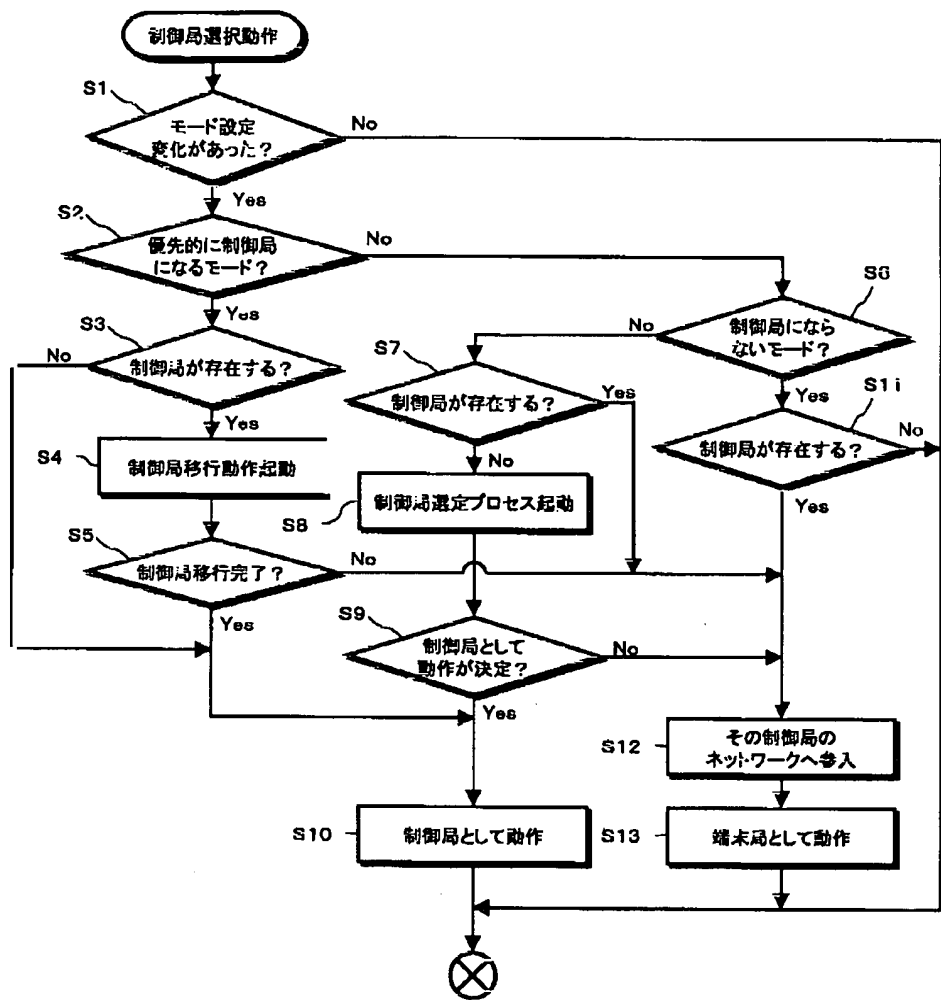 制御局選択動作
S1
モード設定
変化があった？
No
Yes
S2
優先的に制御局
になるモード？
No
Yes
S3
制御局が存在する？
No
Yes
S4
制御局移行動作起動
S5
制御局移行完了？
No
Yes
S6
制御局になら
ないモード？
No
Yes
S7
制御局が存在する？
Yes
No
S11
制御局が存在する？
No
Yes
S8
制御局選定プロセス起動
S9
制御局として
動作が決定？
No
Yes
S12
その制御局の
ネットワークへ参入
S10
制御局として動作
S13
端末局として動作